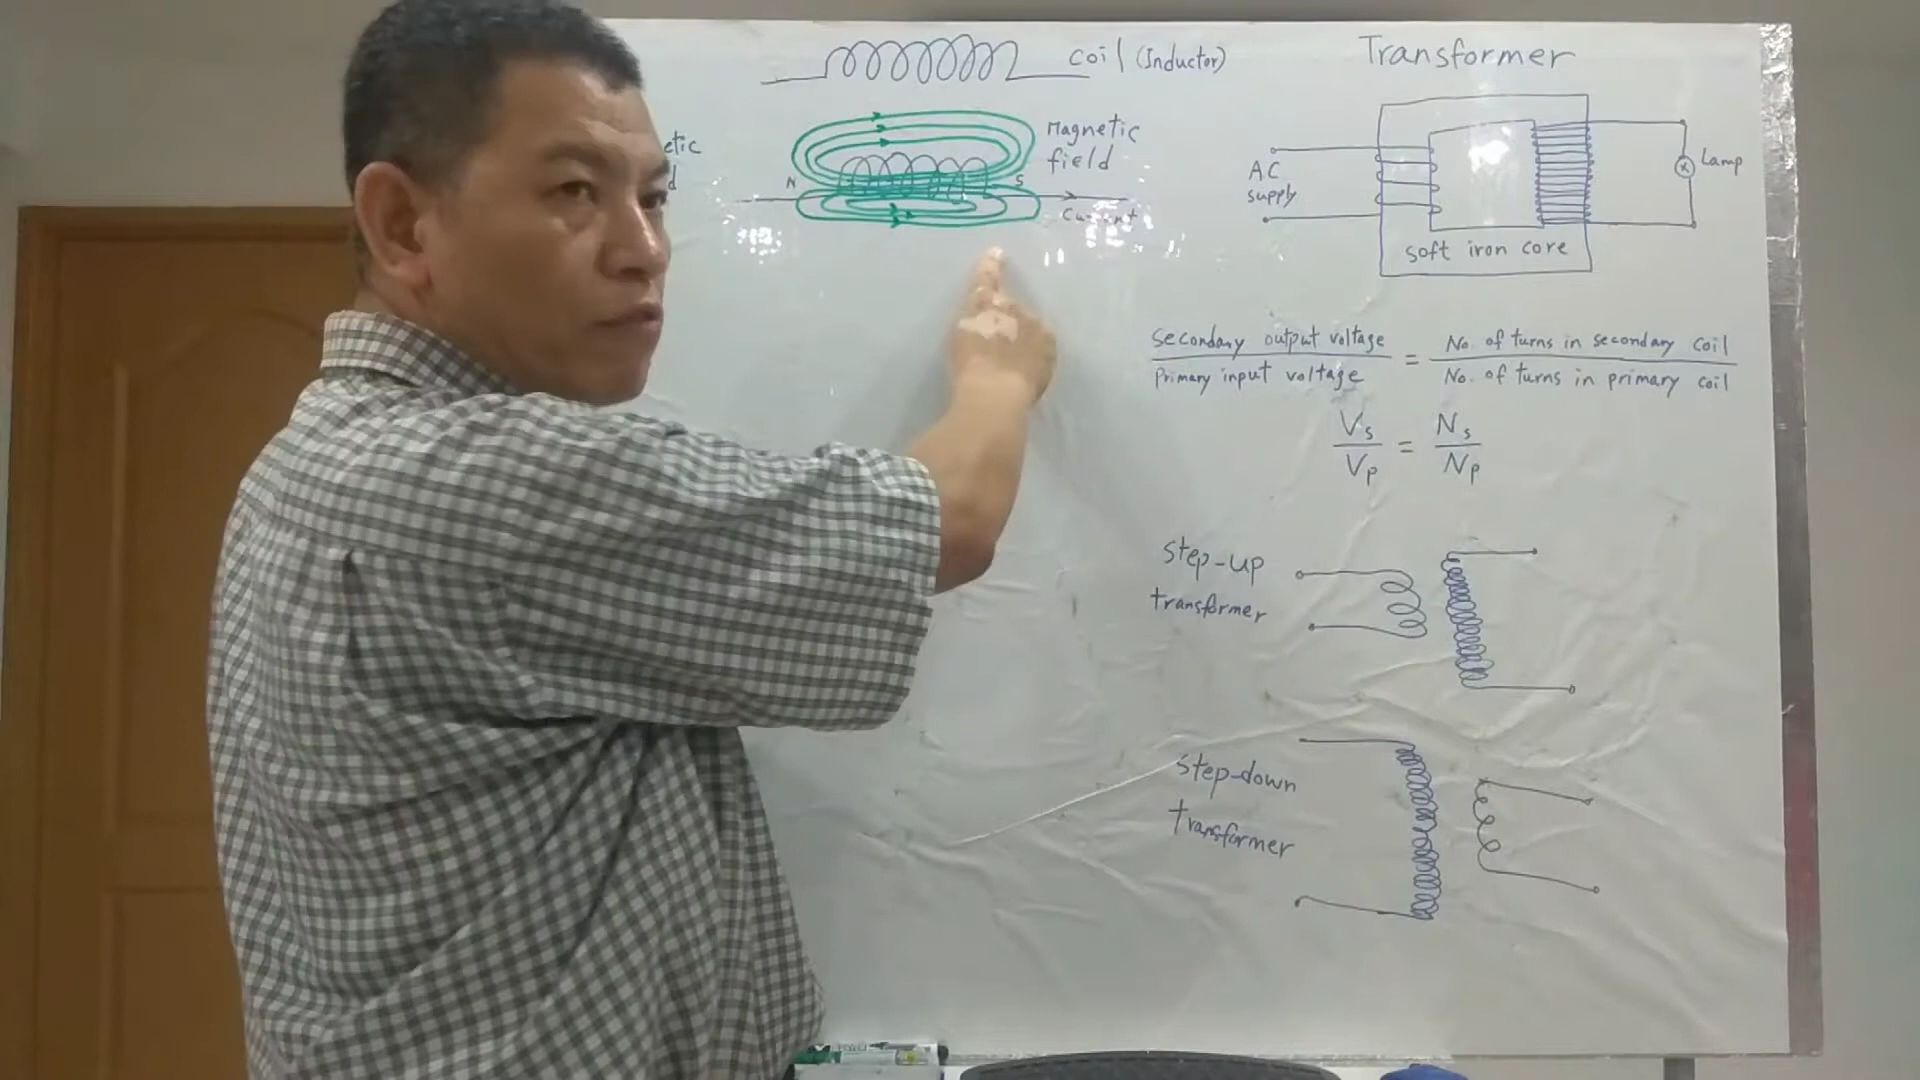 coil (Inductor)
Transformer
etic
Magnetic
field
N
S
Current
A.C
supply
Lamp
soft iron core
Secondary output voltage
Primary input voltage
=
No. of turns in secondary coil
No. of turns in primary coil
Vs
Vp
=
Ns
Np
Step-up
transformer
Step-down
Transformer